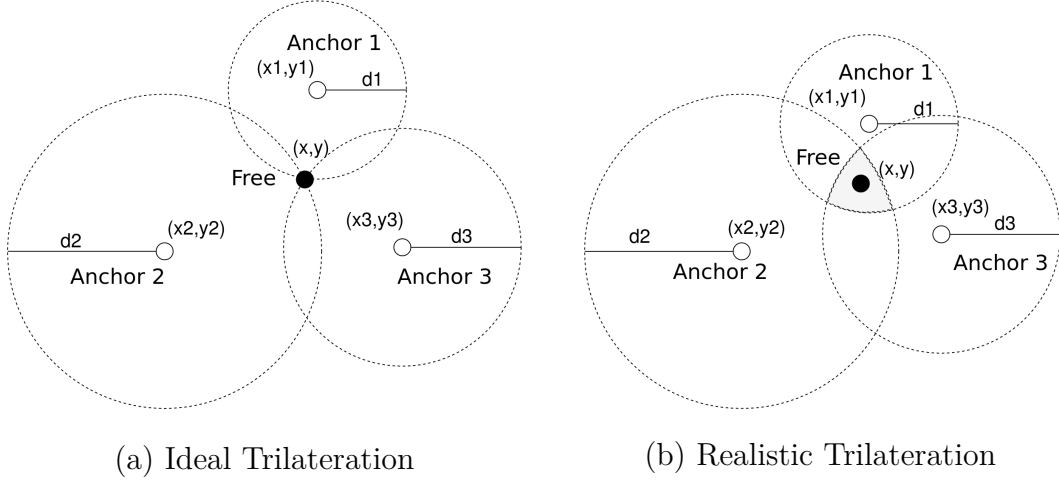 Anchor 1
(x1,y1)
d1
(x,y)
Free
(x2,y2)
d2
Anchor 2
(x3,y3)
d3
Anchor 3
(a) Ideal Trilateration
Anchor 1
(x1,y1)
d1
Free
(x,y)
(x2,y2)
d2
Anchor 2
(x3,y3)
d3
Anchor 3
(b) Realistic Trilateration